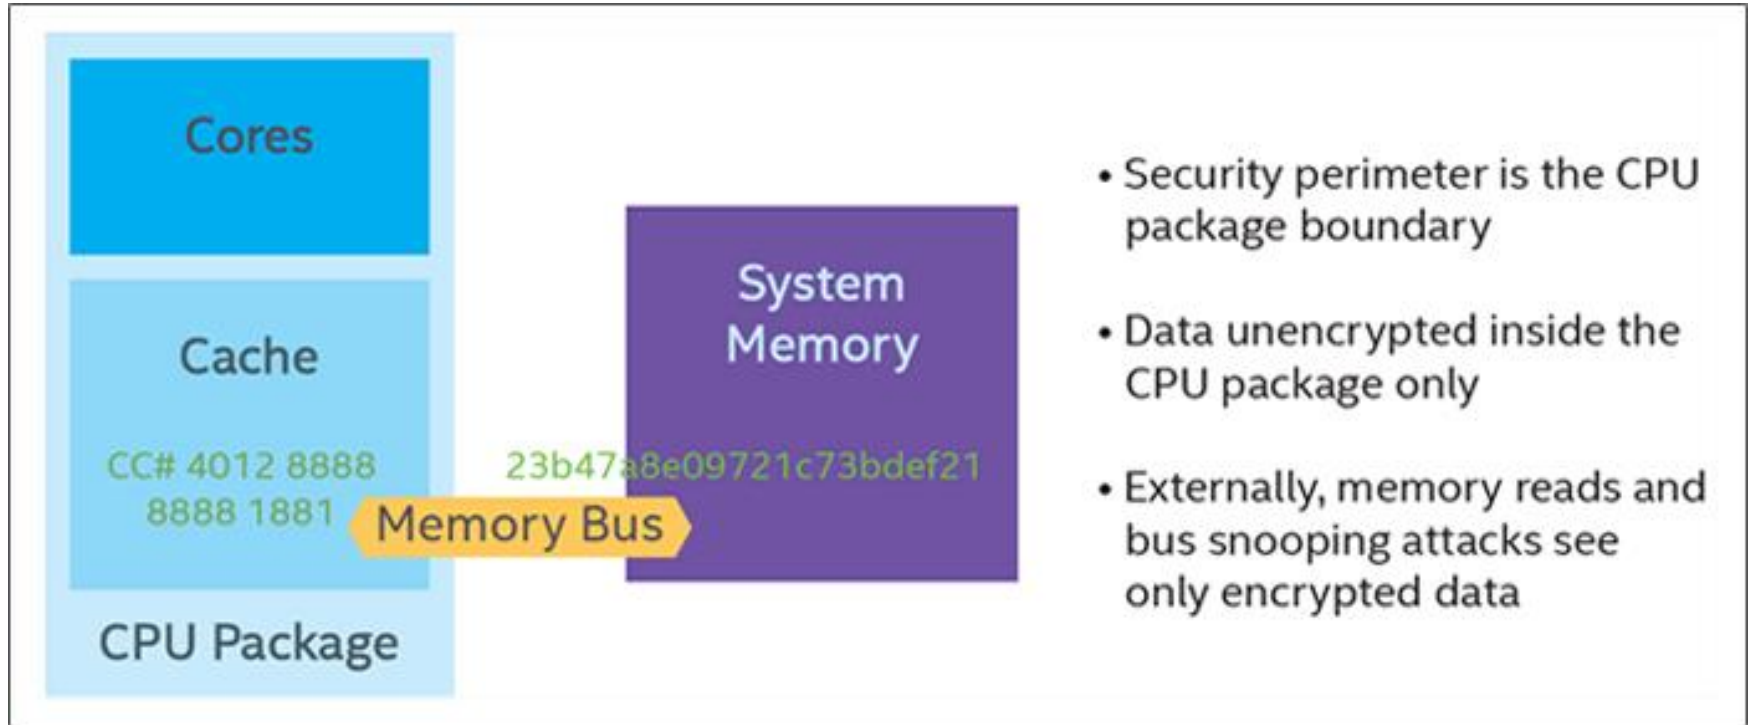 Cores
Cache
CC# 4012 8888
8888 1881
CPU Package
Memory Bus
System
Memory
23b47a8e09721c73bdef21
• Security perimeter is the CPU
package boundary
• Data unencrypted inside the
CPU package only
• Externally, memory reads and
bus snooping attacks see
only encrypted data